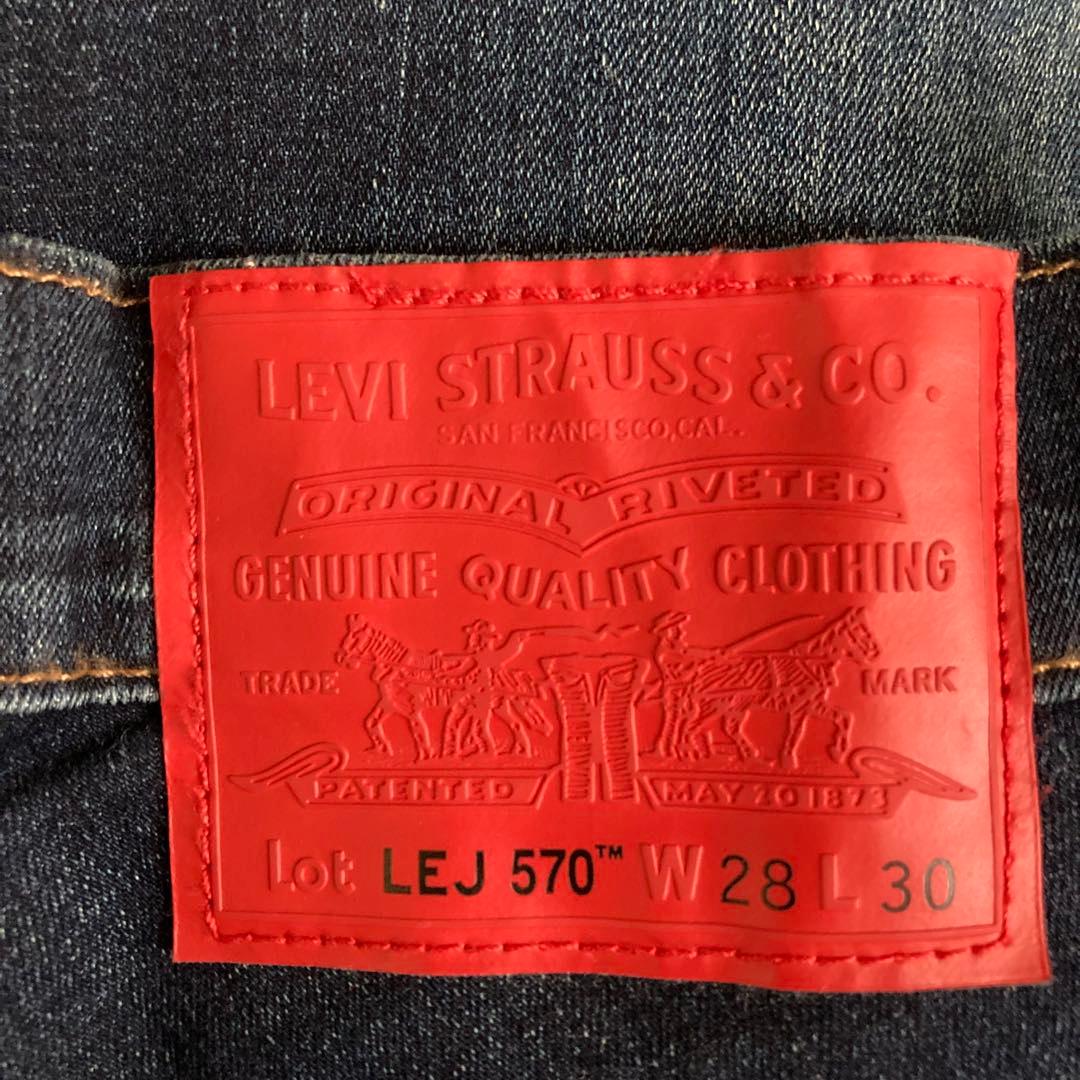 LEVI STRAUSS & CO.
SAN FRANCISCO, CAL.
ORIGINAL RIVETED
GENUINE QUALITY CLOTHING
TRADE MARK
PATENTED MAY 20 1873
Lot LEJ 570™ W 28 L 30